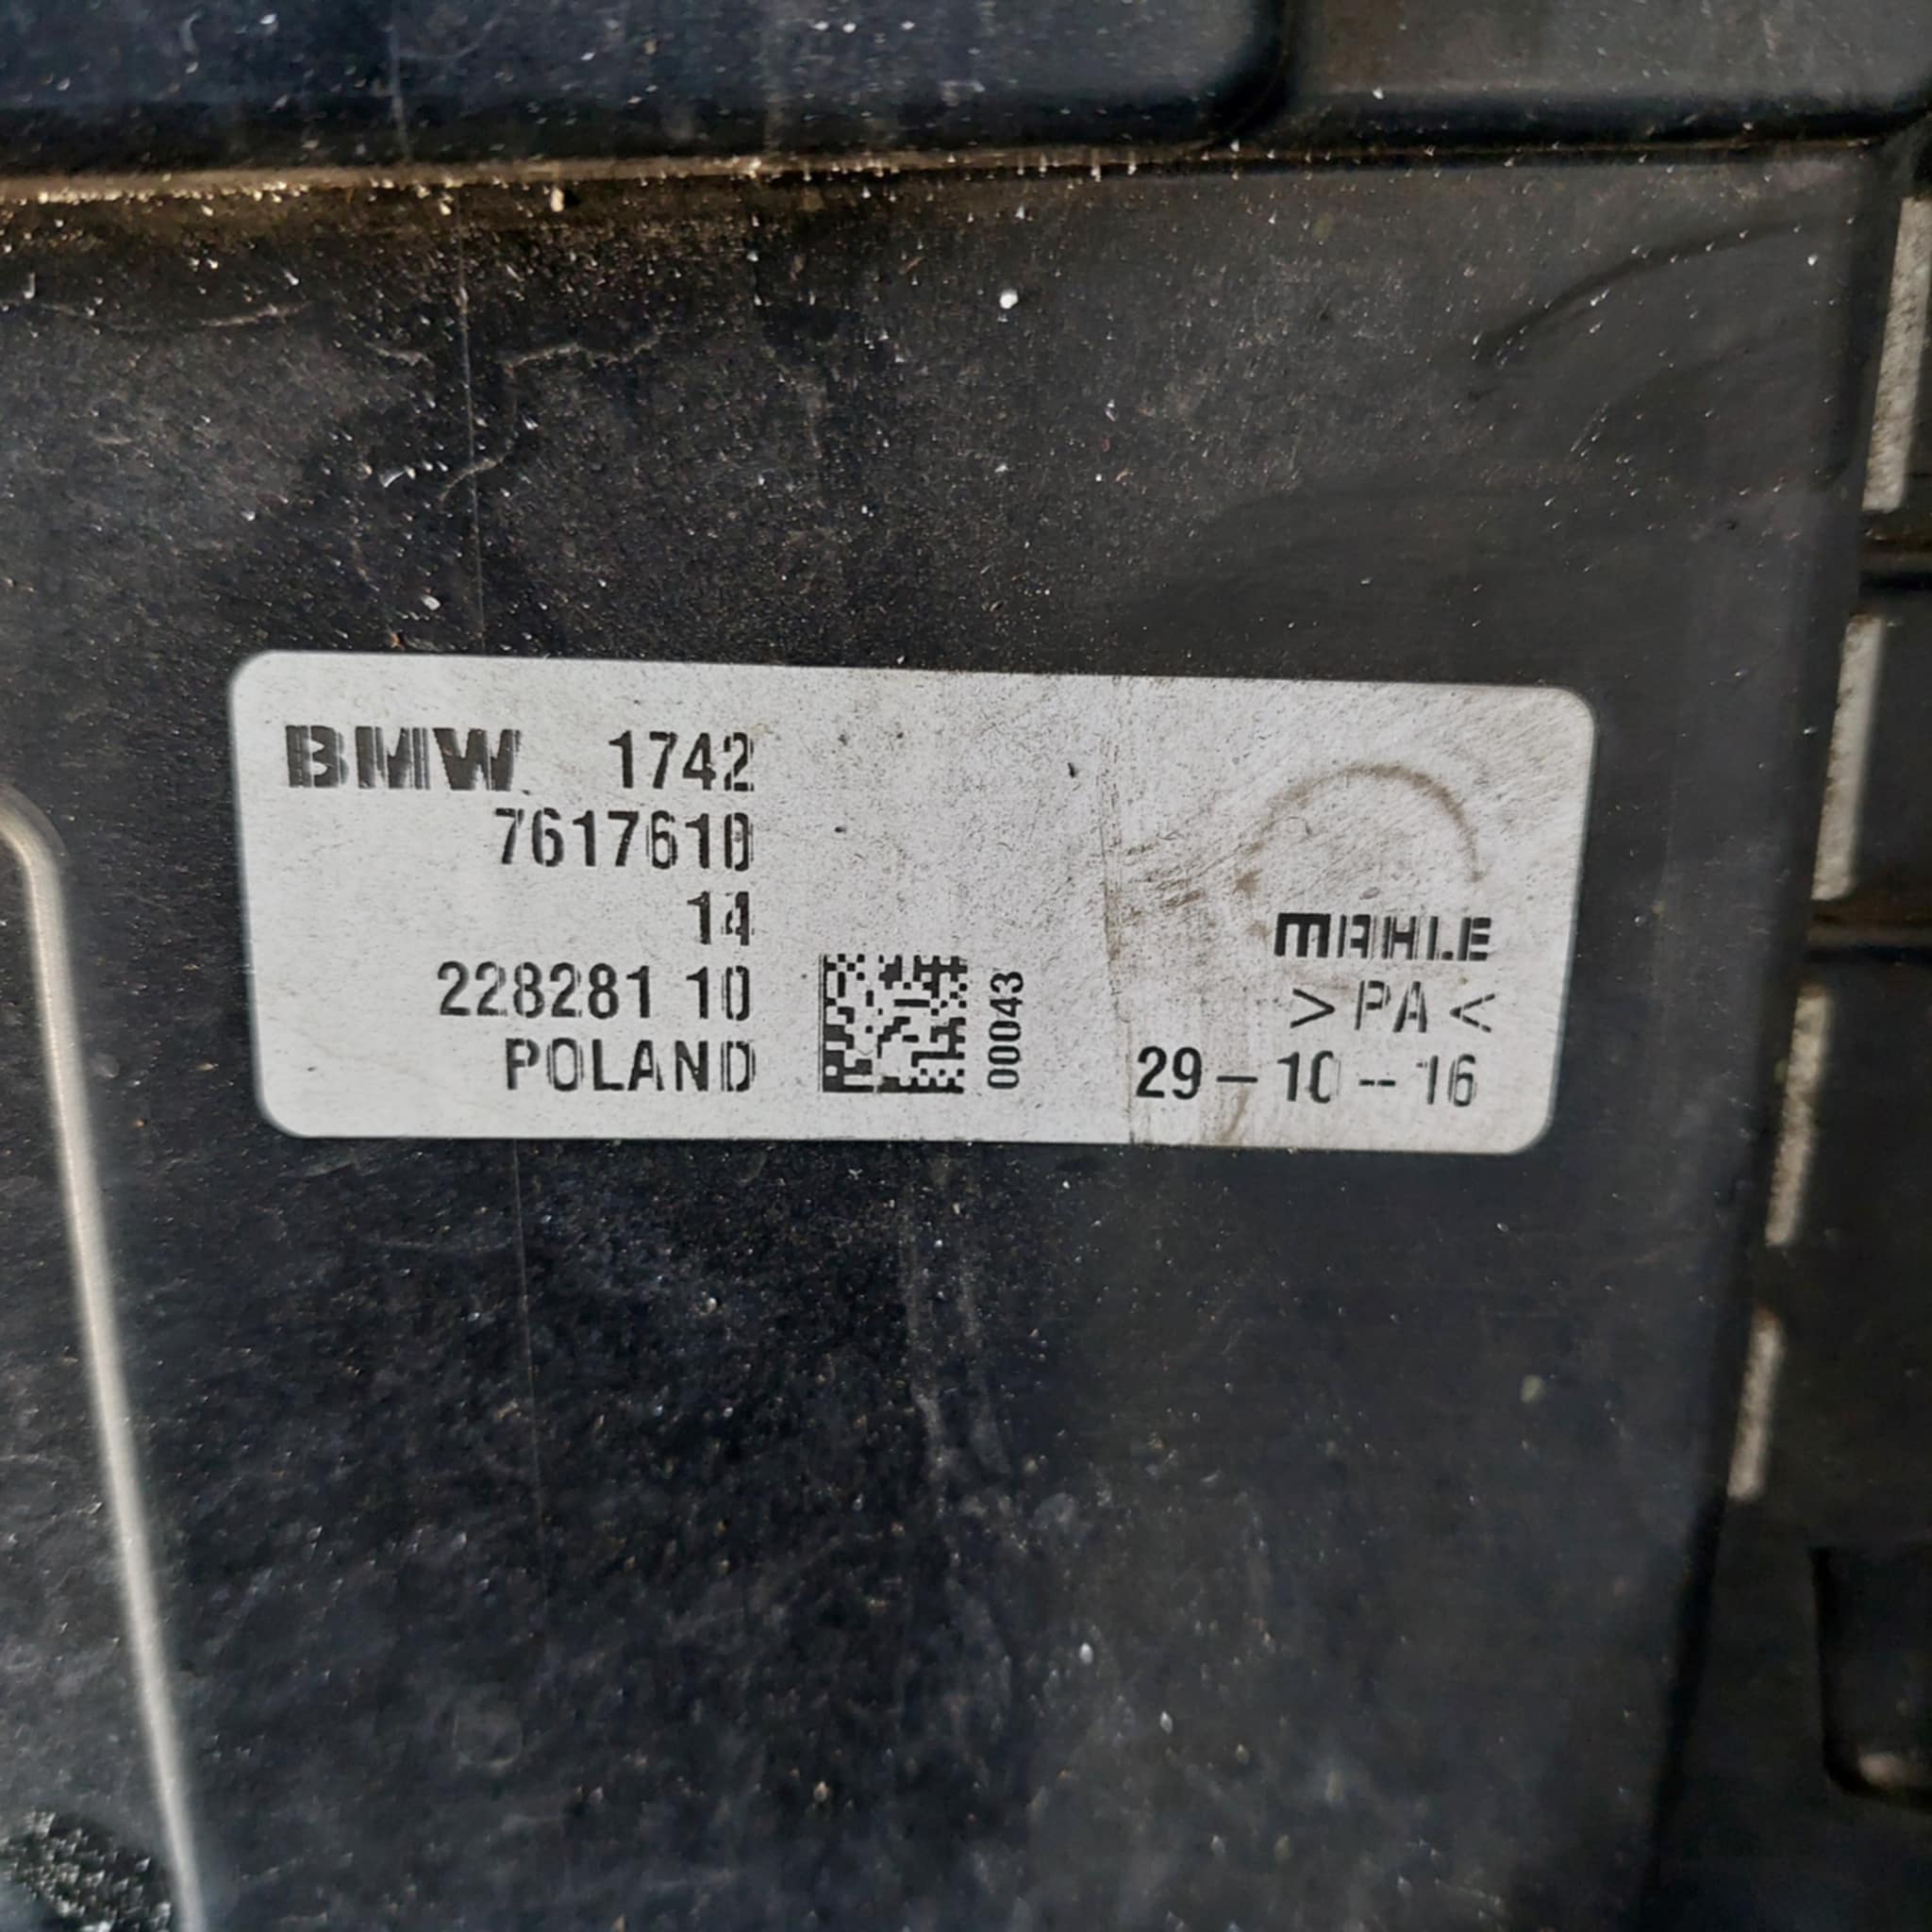 BMW 1742
7617610
14
228281 10
POLAND
00043
MAHLE
> PA <
29-10--16